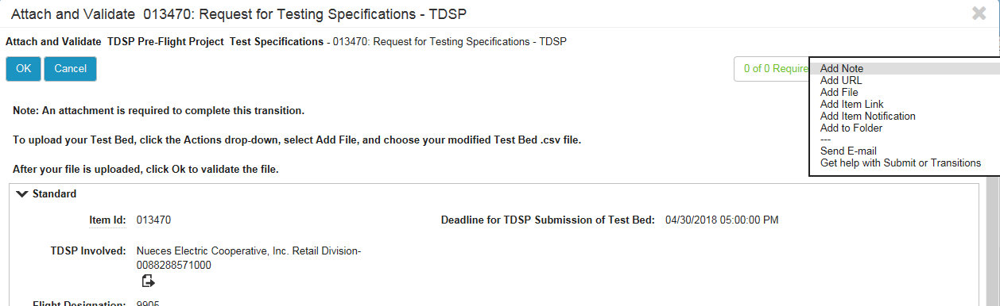 Attach and Validate 013470: Request for Testing Specifications - TDSP
Attach and Validate TDSP Pre-Flight Project Test Specifications - 013470: Request for Testing Specifications - TDSP
OK Cancel 0 of 0 Require
Add Note
Add URL
Add File
Add Item Link
Add Item Notification
Add to Folder
---
Send E-mail
Get help with Submit or Transitions
Note: An attachment is required to complete this transition.
To upload your Test Bed, click the Actions drop-down, select Add File, and choose your modified Test Bed .csv file.
After your file is uploaded, click Ok to validate the file.
Standard
Item Id: 013470 Deadline for TDSP Submission of Test Bed: 04/30/2018 05:00:00 PM
TDSP Involved: Nueces Electric Cooperative, Inc. Retail Division-
0088288571000
Flight Designation: 9905